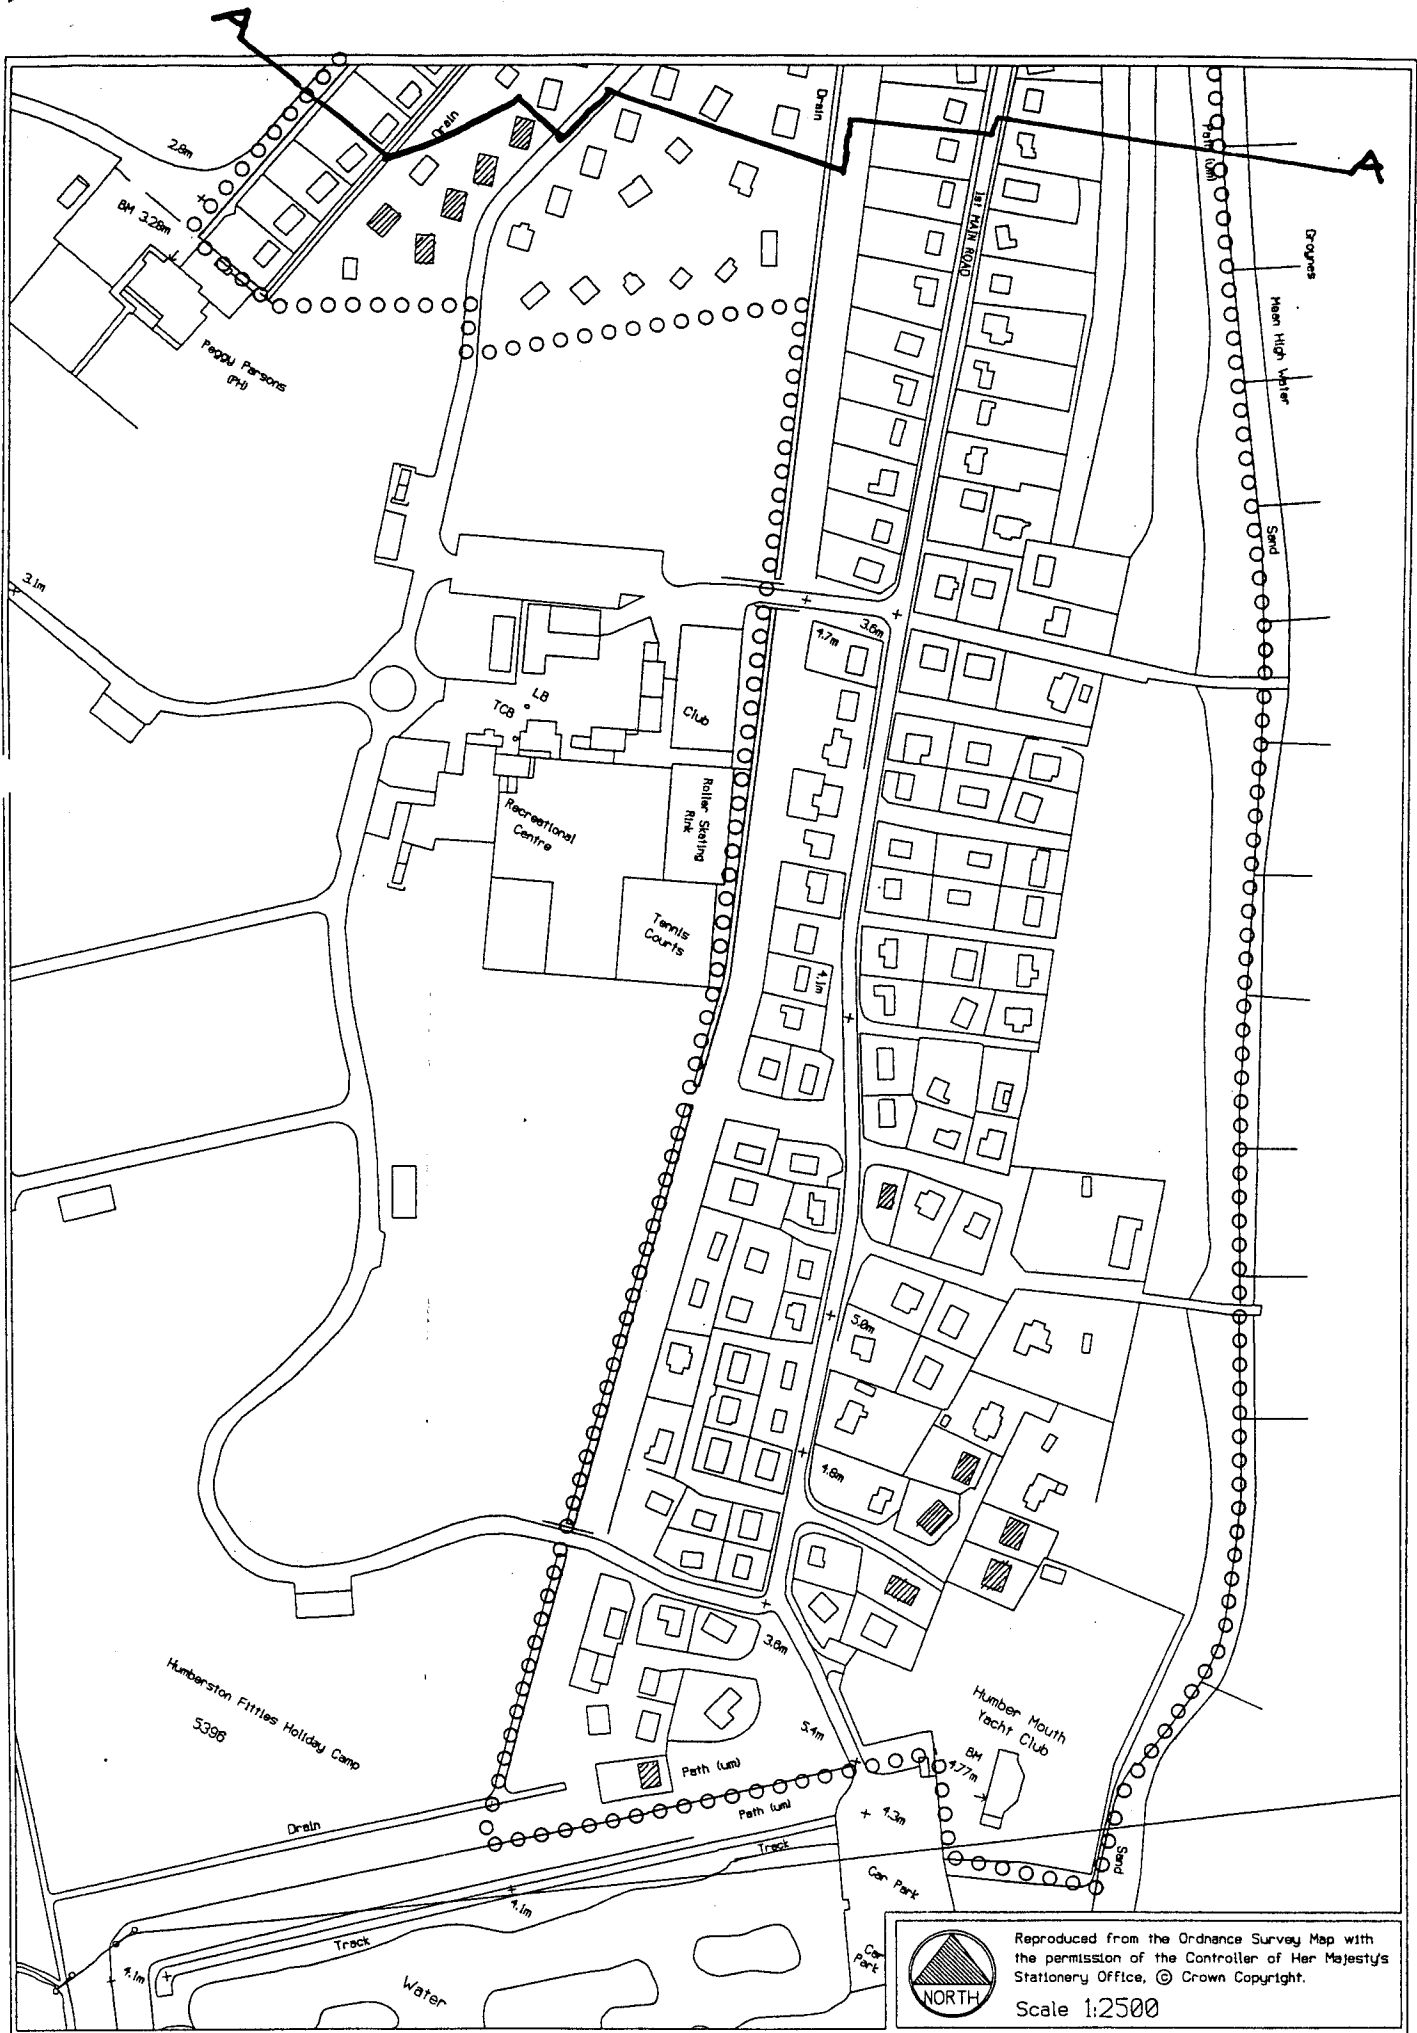 A
A
Drain
Drain
2.8m
BM 3.28m
Path (um)
1st MAIN ROAD
Groynes
Mean High Water
Peggy Parsons
(PH)
Sand
3.1m
4.7m
3.6m
LB
TCB
Club
Roller Skating
Rink
Recreational
Centre
Tennis
Courts
4.1m
5.0m
4.8m
3.6m
Humberston Fitties Holiday Camp
5396
Humber Mouth
Yacht Club
5.4m
BM
4.77m
Path (um)
Path (um)
4.3m
Drain
Track
Car Park
Sand
4.1m
Track
Car
Park
4.1m
Water
NORTH
Reproduced from the Ordnance Survey Map with
the permission of the Controller of Her Majesty's
Stationery Office, © Crown Copyright.
Scale 1:2500